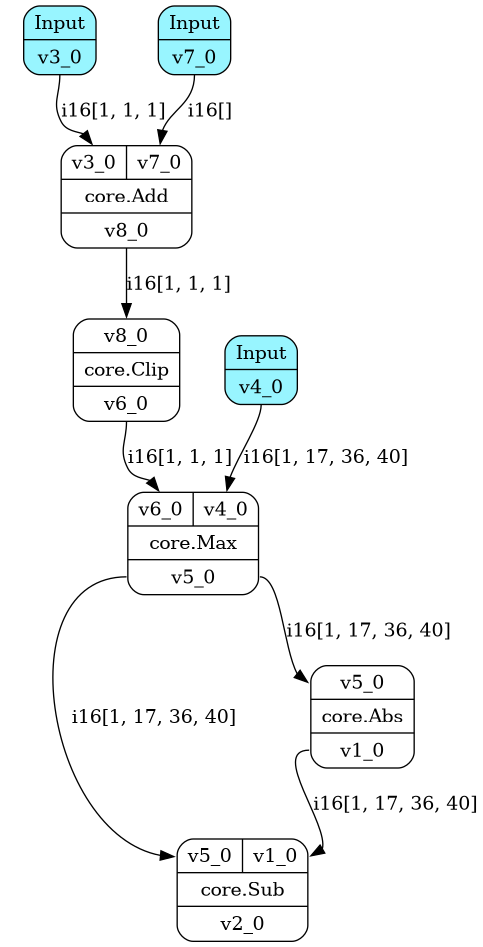 Input
v3_0
Input
v7_0
i16[1, 1, 1]
i16[]
v3_0 v7_0
core.Add
v8_0
i16[1, 1, 1]
v8_0
core.Clip
v6_0
Input
v4_0
i16[1, 1, 1]
i16[1, 17, 36, 40]
v6_0 v4_0
core.Max
v5_0
i16[1, 17, 36, 40]
v5_0
core.Abs
v1_0
i16[1, 17, 36, 40]
i16[1, 17, 36, 40]
v5_0 v1_0
core.Sub
v2_0